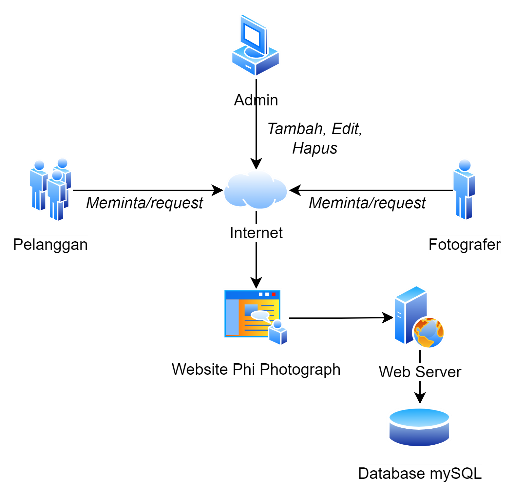 Admin
Tambah, Edit,
Hapus
Meminta/request
Meminta/request
Pelanggan
Internet
Fotografer
Website Phi Photograph
Web Server
Database mySQL